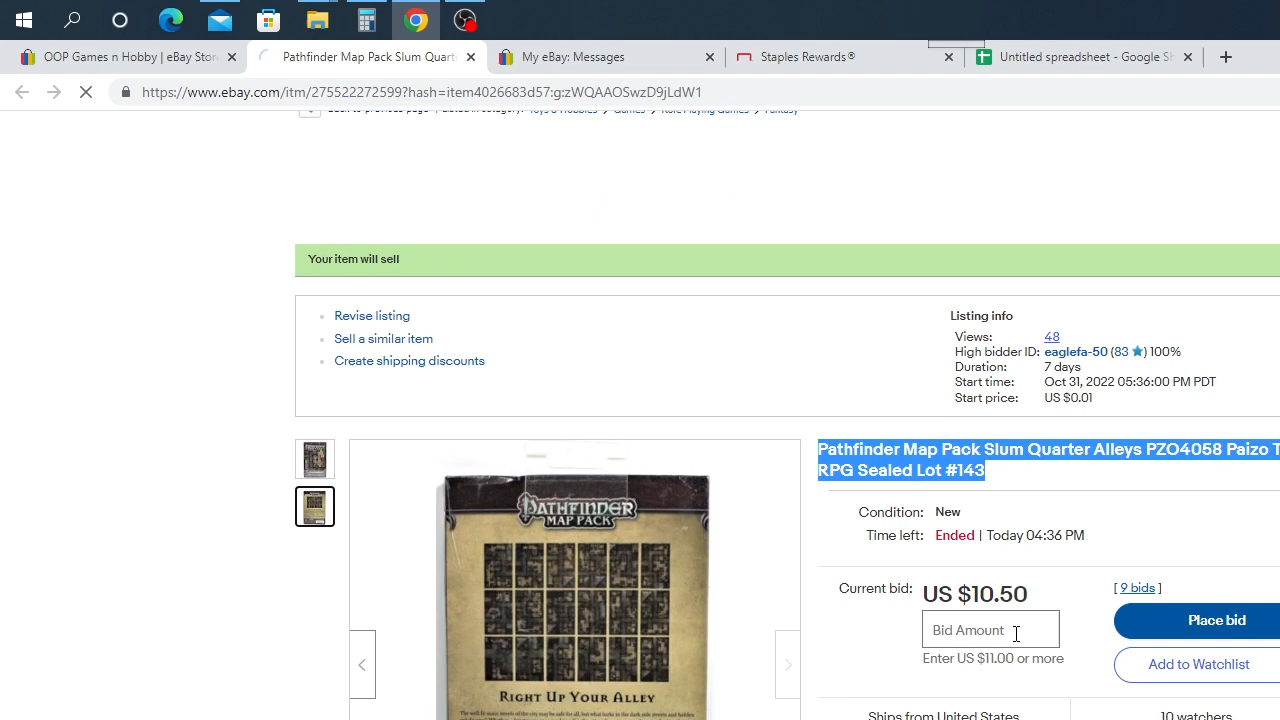 OOP Games n Hobby | eBay Stor
Pathfinder Map Pack Slum Quart
My eBay: Messages
Staples Rewards®
Untitled spreadsheet - Google Sh
https://www.ebay.com/itm/275522272599?hash=item4026683d57:g:zWQAAOSwzD9jLdW1
Your item will sell
Revise listing
Sell a similar item
Create shipping discounts
Listing info
Views: 48
High bidder ID: eaglefa-50 (83 ) 100%
Duration: 7 days
Start time: Oct 31, 2022 05:36:00 PM PDT
Start price: US $0.01
Pathfinder Map Pack Slum Quarter Alleys PZO4058 Paizo T
RPG Sealed Lot #143
Condition: New
Time left: Ended | Today 04:36 PM
Current bid: US $10.50
[ 9 bids ]
Bid Amount
Place bid
Enter US $11.00 or more
Add to Watchlist
Ships from United States
10 watchers
PATHFINDER
MAP PACK
RIGHT UP YOUR ALLEY